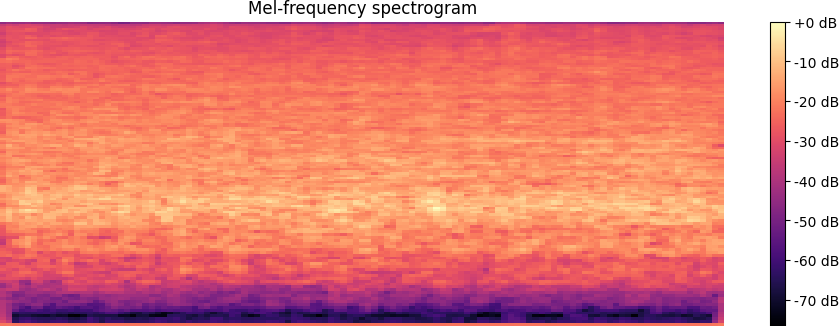 Mel-frequency spectrogram
+0 dB
-10 dB
-20 dB
-30 dB
-40 dB
-50 dB
-60 dB
-70 dB